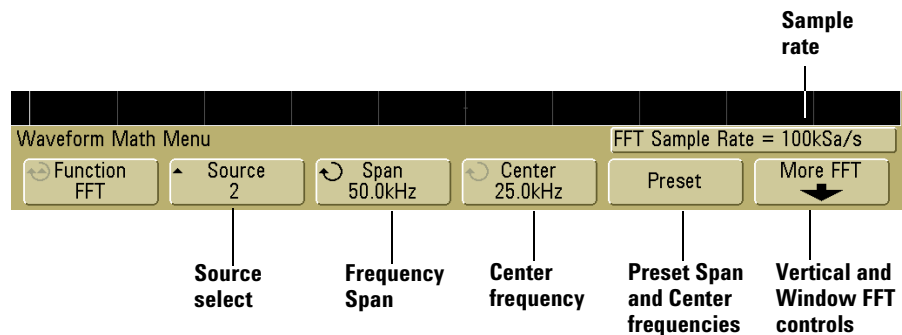 Sample
rate
Waveform Math Menu
FFT Sample Rate = 100kSa/s
Function
FFT
Source
2
Span
50.0kHz
Center
25.0kHz
Preset
More FFT
Source
select
Frequency
Span
Center
frequency
Preset Span
and Center
frequencies
Vertical and
Window FFT
controls